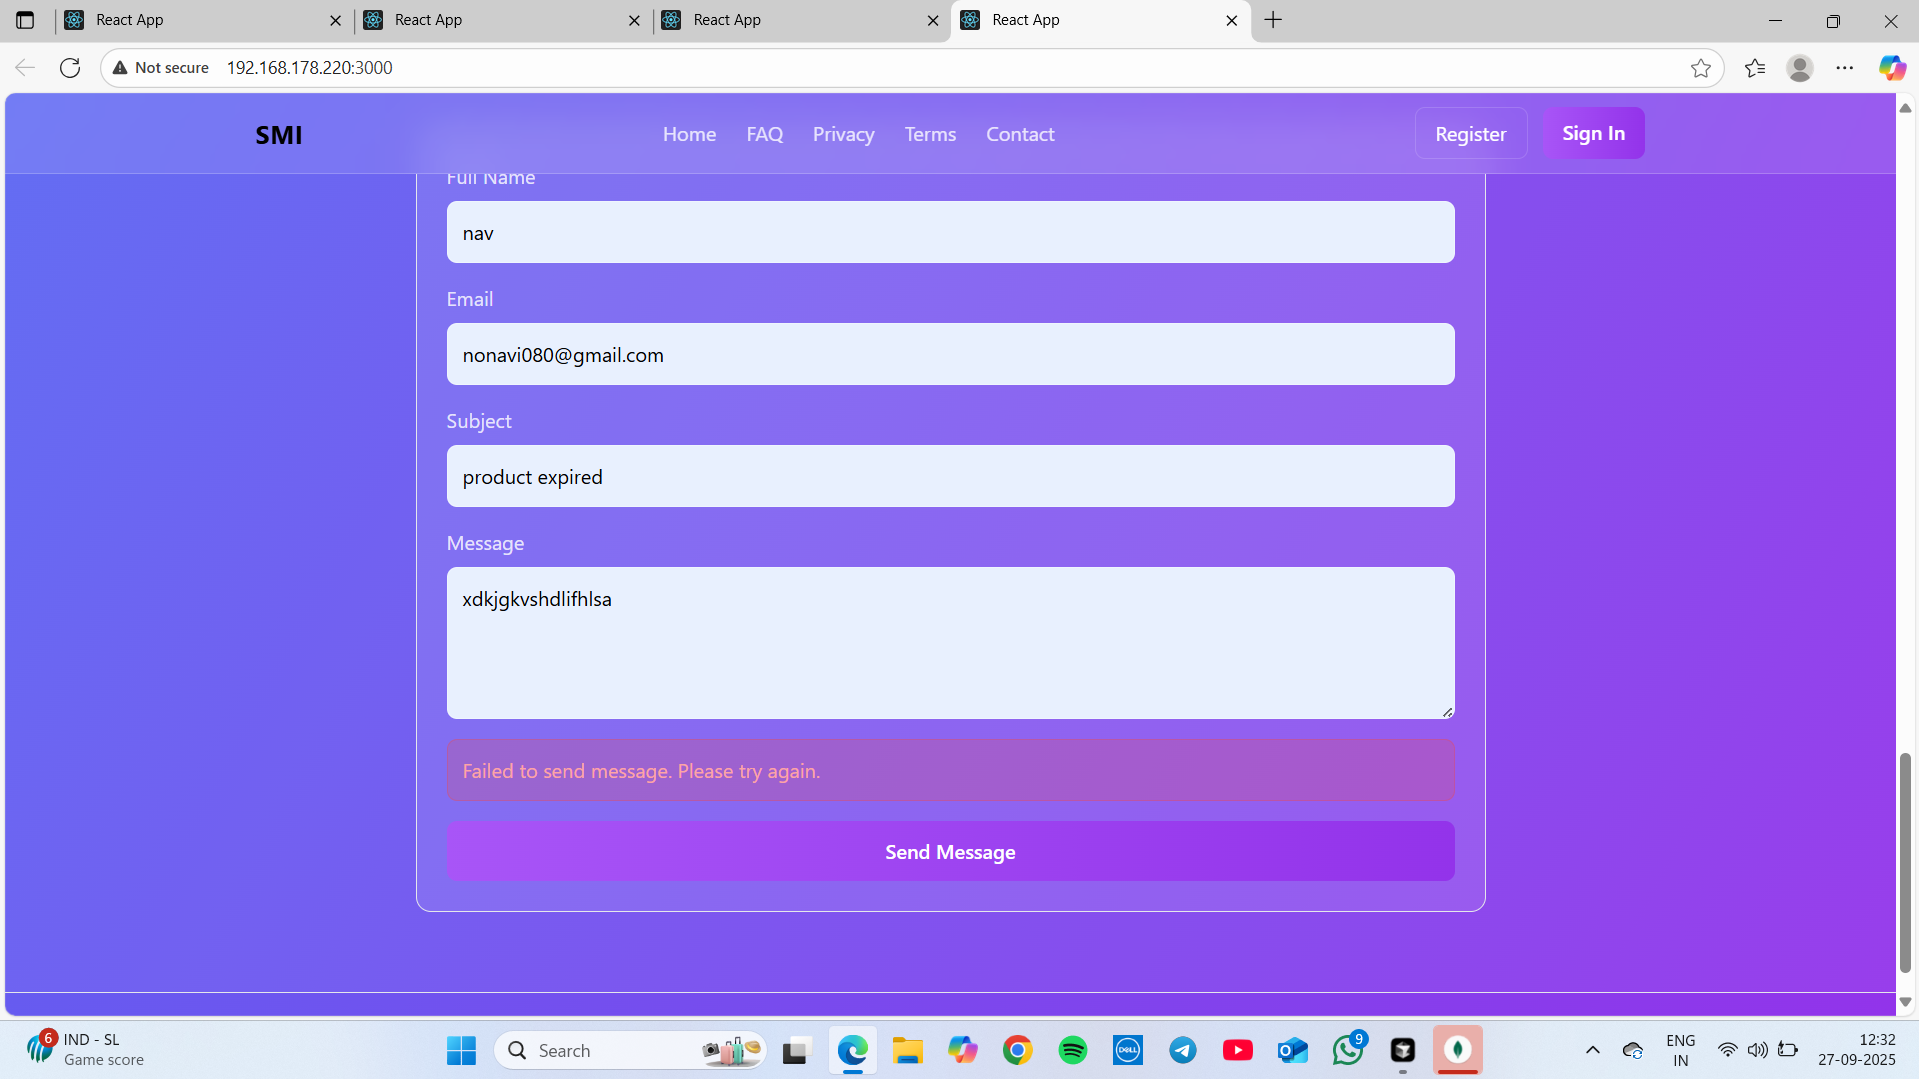 React App
React App
React App
React App
Not secure
192.168.178.220:3000
SMI
Home
FAQ
Privacy
Terms
Contact
Register
Sign In
Full Name
nav
Email
nonavi080@gmail.com
Subject
product expired
Message
xdkjgkvshdlifhlsa
Failed to send message. Please try again.
Send Message
6
IND - SL
Game score
Search
DELL
9
ENG
IN
12:32
27-09-2025